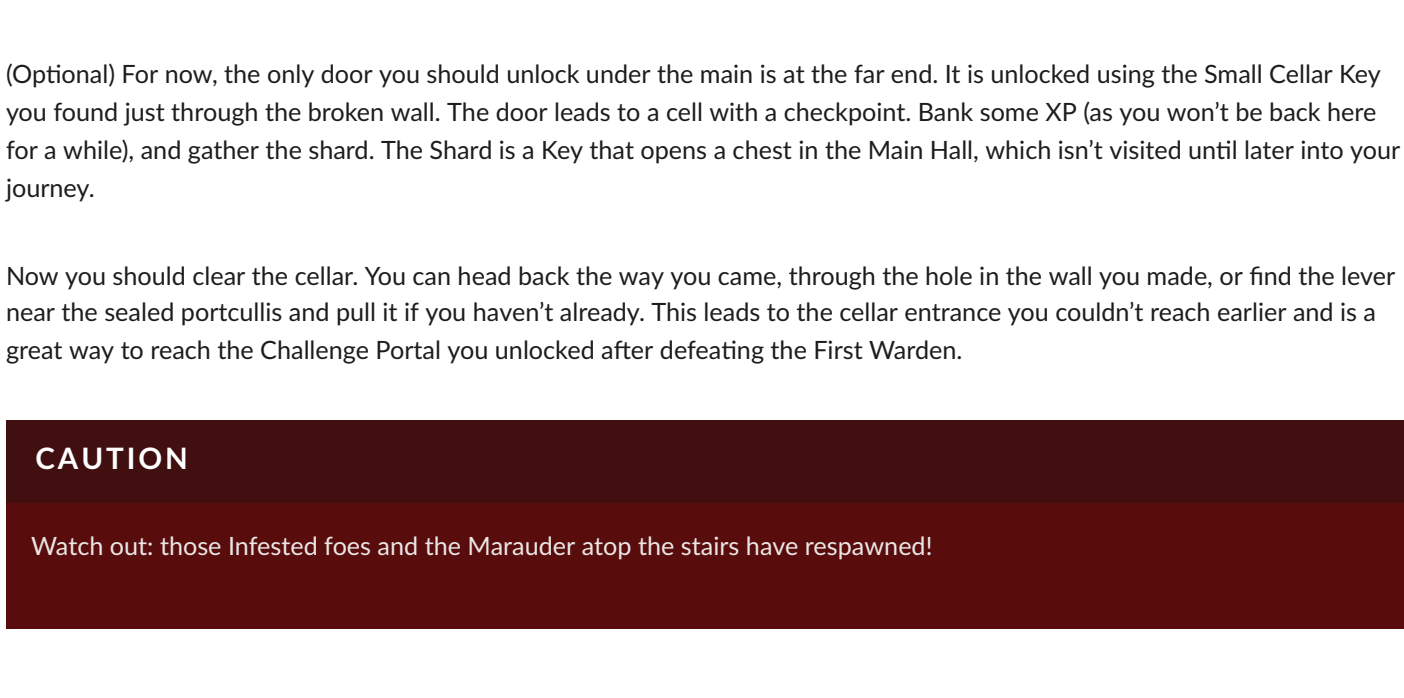 (Optional) For now, the only door you should unlock under the main is at the far end. It is unlocked using the Small Cellar Key
you found just through the broken wall. The door leads to a cell with a checkpoint. Bank some XP (as you won’t be back here
for a while), and gather the shard. The Shard is a Key that opens a chest in the Main Hall, which isn’t visited until later into your
journey.
Now you should clear the cellar. You can head back the way you came, through the hole in the wall you made, or find the lever
near the sealed portcullis and pull it if you haven’t already. This leads to the cellar entrance you couldn’t reach earlier and is a
great way to reach the Challenge Portal you unlocked after defeating the First Warden.
CAUTION
Watch out: those Infested foes and the Marauder atop the stairs have respawned!